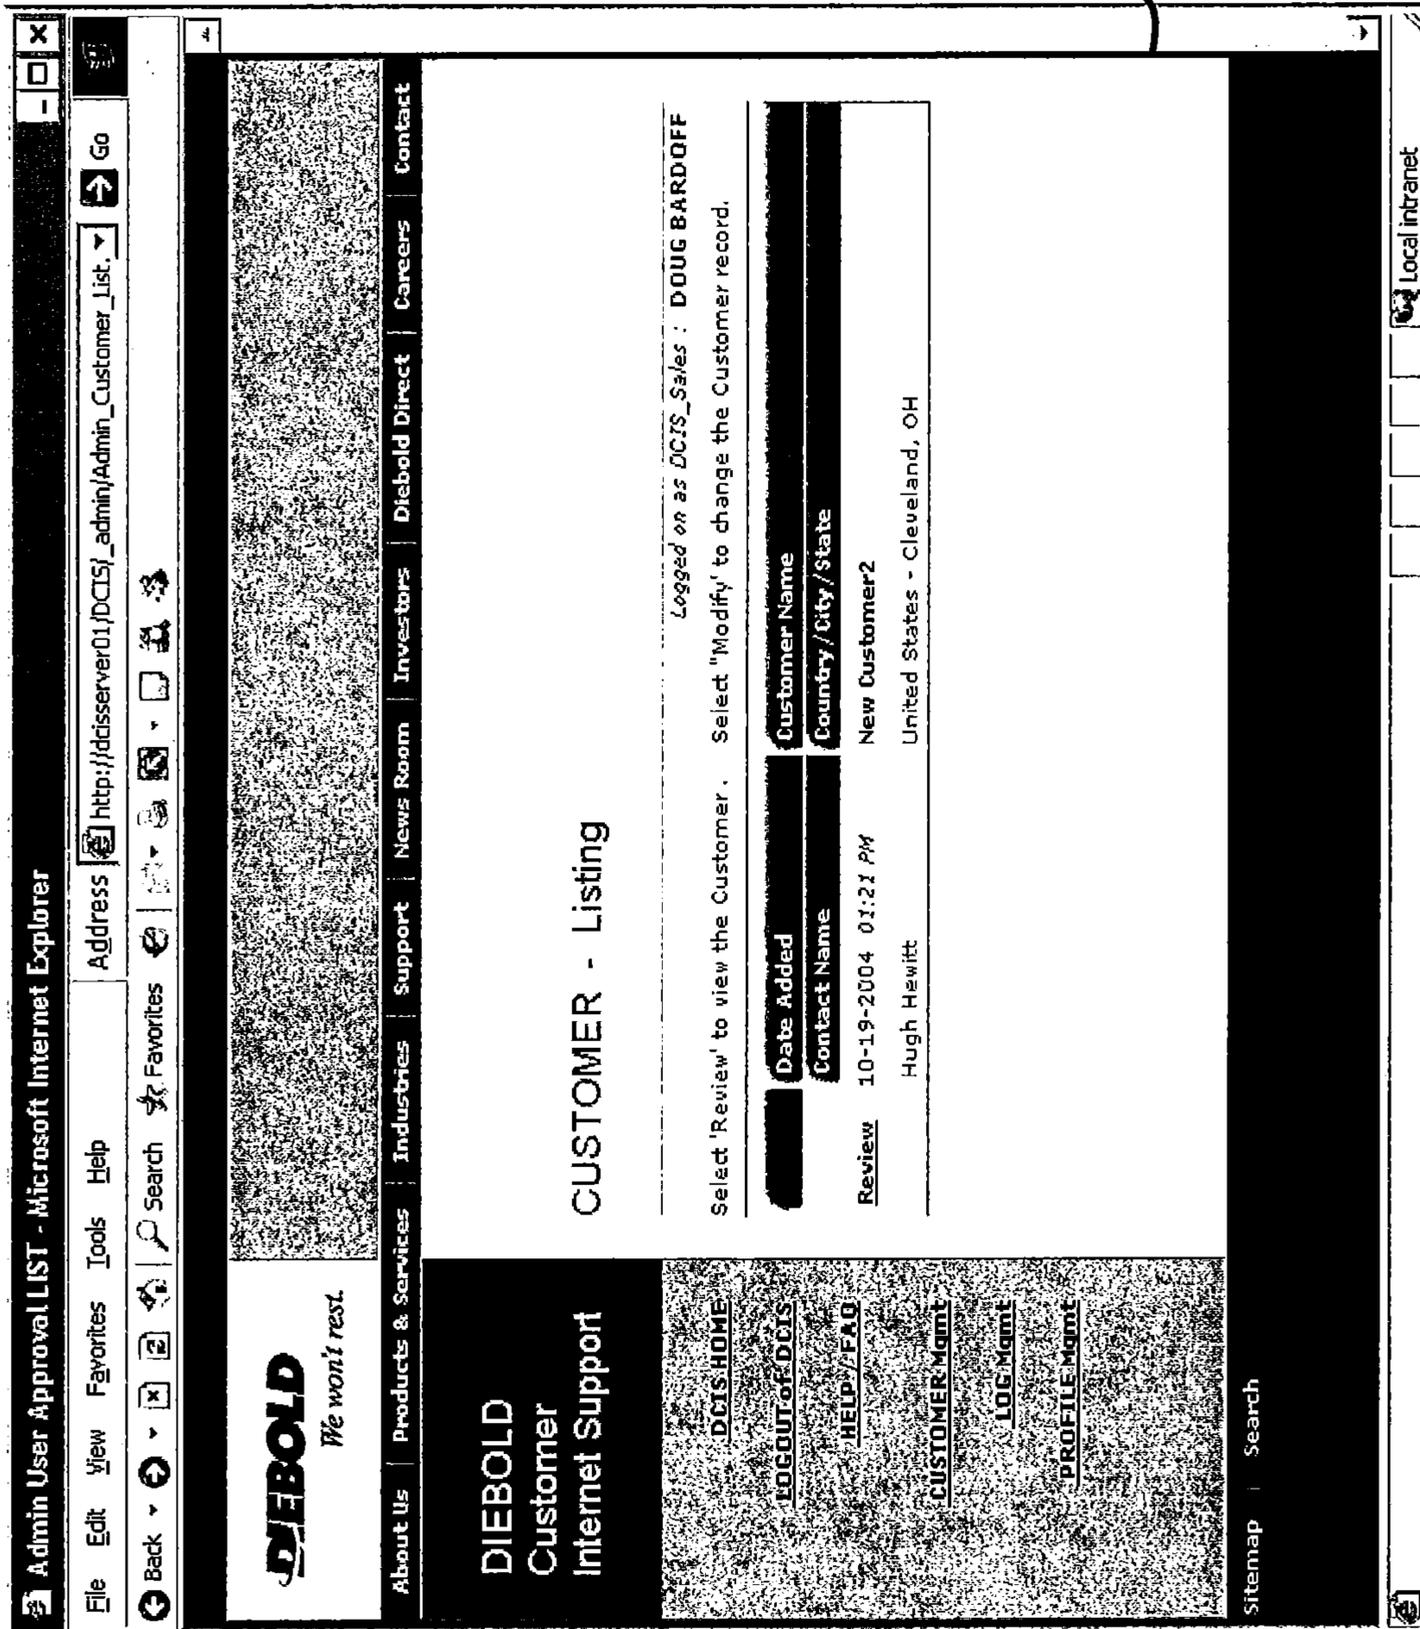 Admin User Approval LIST - Microsoft Internet Explorer
File Edit View Favorites Tools Help Address http://dcisserver01/DCIS/_admin/Admin_Customer_List. Go
Back Search Favorites
DIEBOLD
We won't rest.
About Us | Products & Services | Industries | Support | News Room | Investors | Diebold Direct | Careers | Contact
DIEBOLD
Customer
Internet Support
CUSTOMER - Listing
DCIS HOME
LOGOUT of DCIS
HELP / FAQ
CUSTOMER Mgmt
LOG Mgmt
PROFILE Mgmt
Logged on as DCIS_Sales : DOUG BARDOFF
Select 'Review' to view the Customer. Select "Modify' to change the Customer record.
Date Added Customer Name
Contact Name Country/City/State
Review 10-19-2004 01:21 PM New Customer2
Hugh Hewitt United States - Cleveland, OH
Sitemap | Search
Local intranet